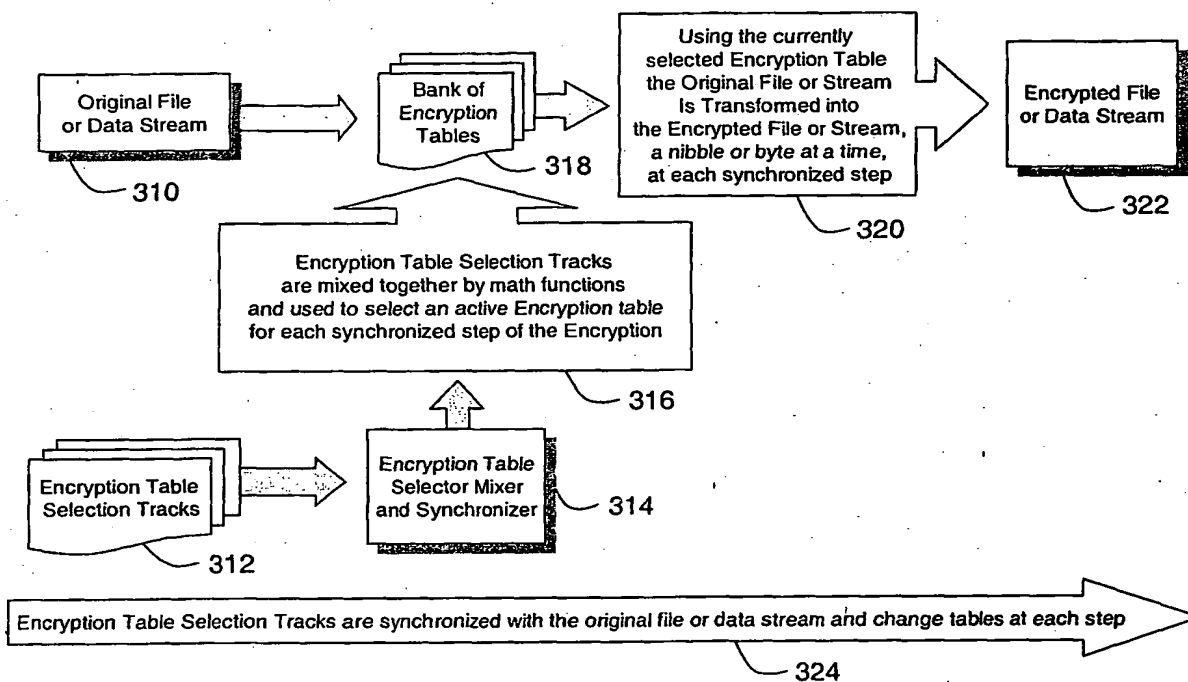 Original File
or Data Stream
310
Bank of
Encryption
Tables
318
Using the currently
selected Encryption Table
the Original File or Stream
Is Transformed into
the Encrypted File or Stream,
a nibble or byte at a time,
at each synchronized step
320
Encrypted File
or Data Stream
322
Encryption Table Selection Tracks
are mixed together by math functions
and used to select an active Encryption table
for each synchronized step of the Encryption
316
Encryption Table
Selection Tracks
312
Encryption Table
Selector Mixer
and Synchronizer
314
Encryption Table Selection Tracks are synchronized with the original file or data stream and change tables at each step
324